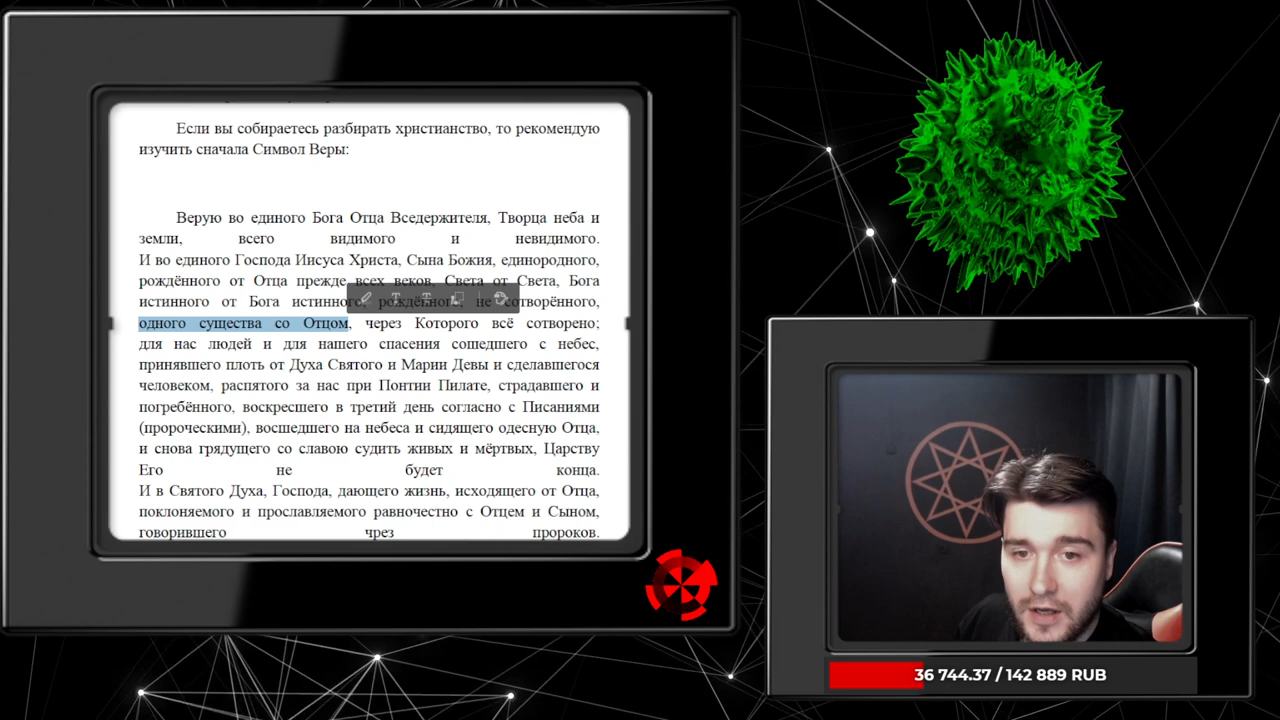 Если вы собираетесь разбирать христианство, то рекомендую
изучить сначала Символ Веры:
Верую во единого Бога Отца Вседержителя, Творца неба и
земли, всего видимого и невидимого.
И во единого Господа Иисуса Христа, Сына Божия, единородного,
рождённого от Отца прежде всех веков, Света от Света, Бога
истинного от Бога истинного, рождённого, не сотворённого,
одного существа со Отцом, через Которого всё сотворено;
для нас людей и для нашего спасения сошедшего с небес,
принявшего плоть от Духа Святого и Марии Девы и сделавшегося
человеком, распятого за нас при Понтии Пилате, страдавшего и
погребённого, воскресшего в третий день согласно с Писаниями
(пророческими), восшедшего на небеса и сидящего одесную Отца,
и снова грядущего со славою судить живых и мёртвых, Царству
Его не будет конца.
И в Святого Духа, Господа, дающего жизнь, исходящего от Отца,
поклоняемого и прославляемого равночестно с Отцем и Сыном,
говорившего чрез пророков.
36 744.37 / 142 889 RUB